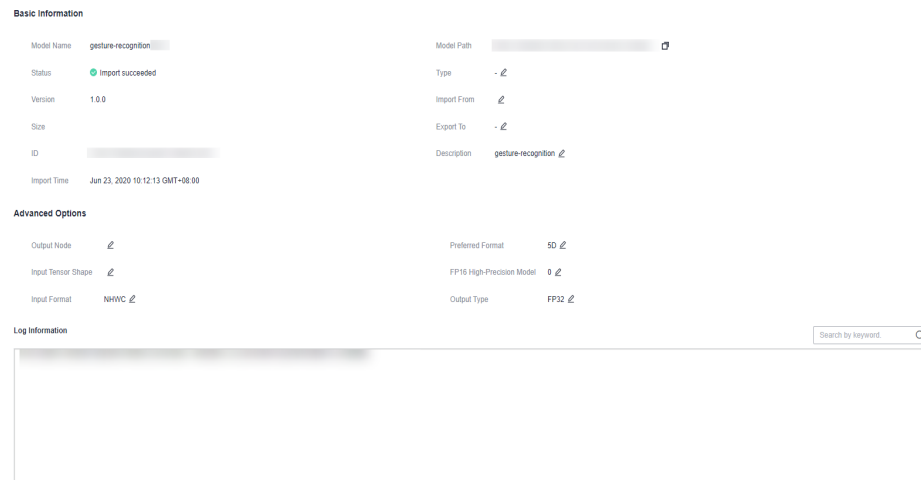 Basic Information
Model Name gesture-recognition Model Path
Status Import succeeded Type -
Version 1.0.0 Import From
Size Export To -
ID Description gesture-recognition
Import Time Jun 23, 2020 10:12:13 GMT+08:00
Advanced Options
Output Node Preferred Format 5D
Input Tensor Shape FP16 High-Precision Model 0
Input Format NHWC Output Type FP32
Log Information Search by keyword.